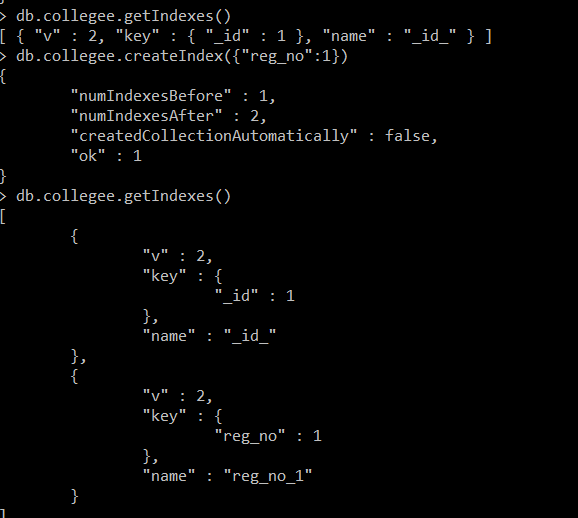 > db.collegee.getIndexes()
[ { "v" : 2, "key" : { "_id" : 1 }, "name" : "_id_" } ]
> db.collegee.createIndex({"reg_no":1})
{
        "numIndexesBefore" : 1,
        "numIndexesAfter" : 2,
        "createdCollectionAutomatically" : false,
        "ok" : 1
}
> db.collegee.getIndexes()
[
        {
                "v" : 2,
                "key" : {
                        "_id" : 1
                },
                "name" : "_id_"
        },
        {
                "v" : 2,
                "key" : {
                        "reg_no" : 1
                },
                "name" : "reg_no_1"
        }
]